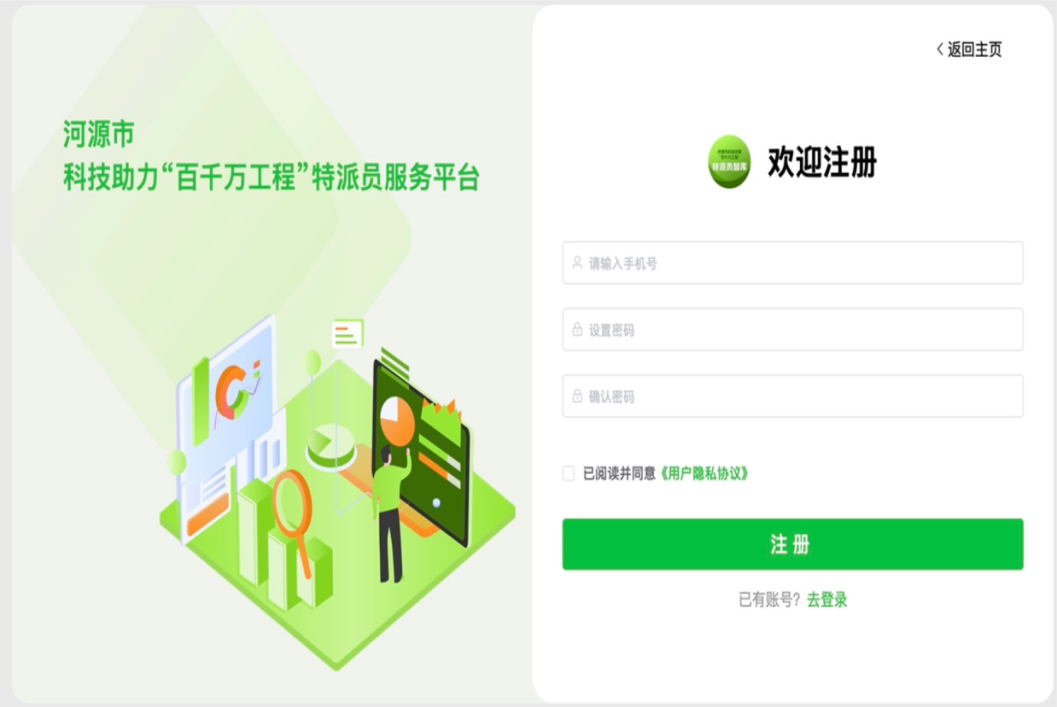 河源市
科技助力“百千万工程”特派员服务平台
返回主页
特派员智库
欢迎注册
请输入手机号
设置密码
确认密码
已阅读并同意《用户隐私协议》
注册
已有账号？去登录